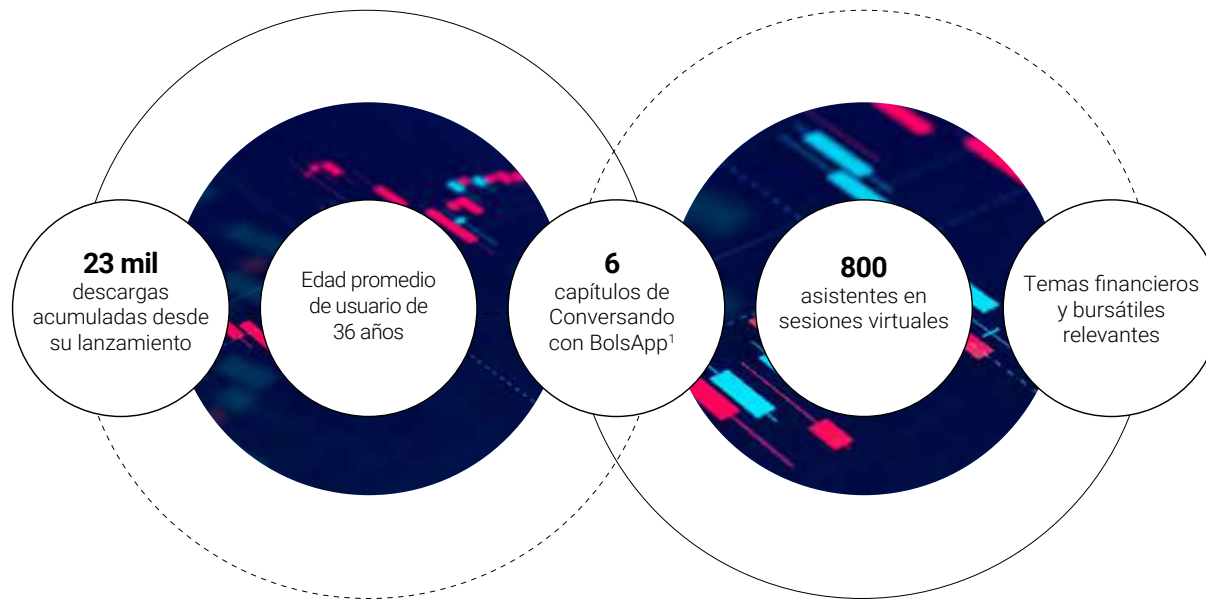 23 mil
descargas
acumuladas desde
su lanzamiento
Edad promedio
de usuario de
36 años
6
capítulos de
Conversando
con BolsApp¹
800
asistentes en
sesiones virtuales
Temas financieros
y bursátiles
relevantes